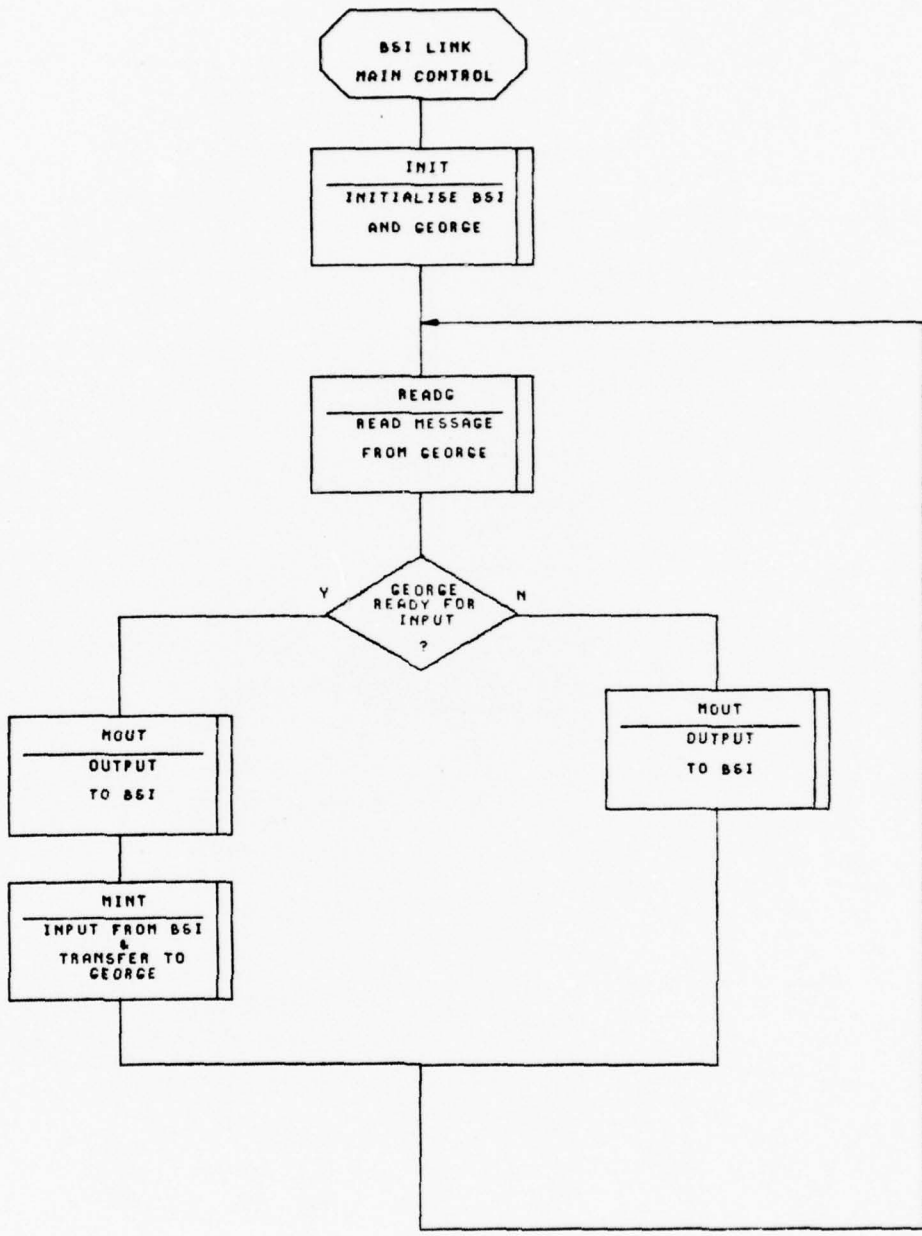 BSI LINK
MAIN CONTROL
INIT
INITIALISE BSI
AND GEORGE
READG
READ MESSAGE
FROM GEORGE
Y
GEORGE
READY FOR
INPUT
?
N
MOUT
OUTPUT
TO BSI
MOUT
OUTPUT
TO BSI
MINT
INPUT FROM BSI
&
TRANSFER TO
GEORGE